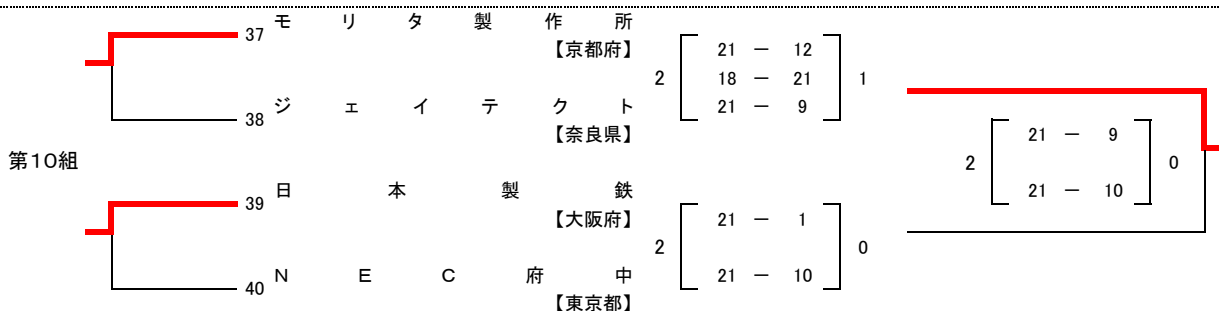 37 モリタ製作所
【京都府】
2 21 － 12 1
18 － 21
21 － 9
38 ジェイテクト
【奈良県】
第10組
2 21 － 9 0
21 － 10
39 日本製鉄
【大阪府】
2 21 － 1 0
21 － 10
40 NEC府中
【東京都】